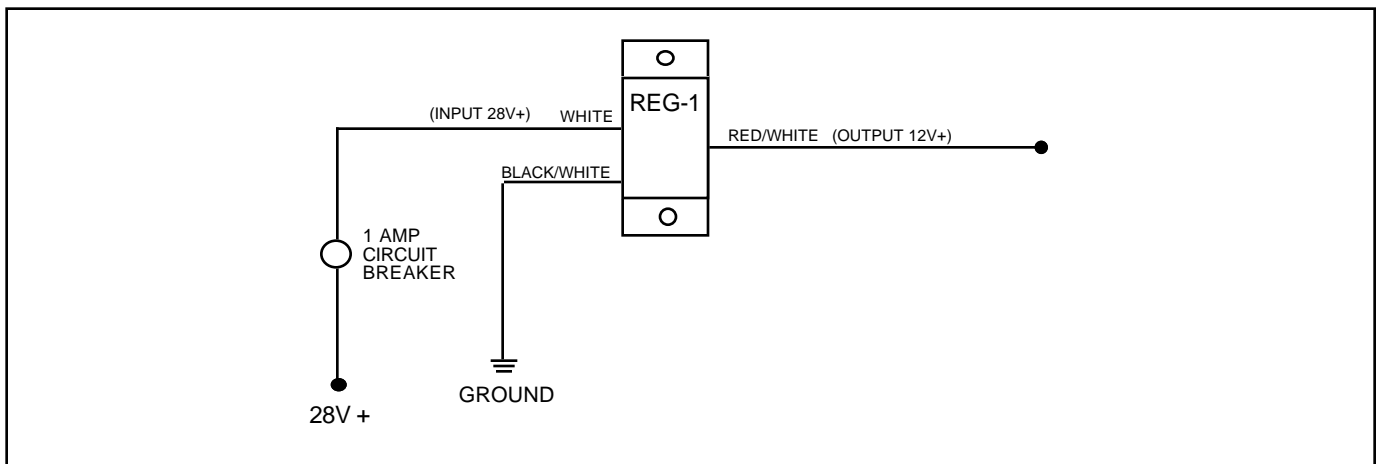 REG-1
(INPUT 28V+) WHITE
RED/WHITE (OUTPUT 12V+)
BLACK/WHITE
1 AMP
CIRCUIT
BREAKER
GROUND
28V +